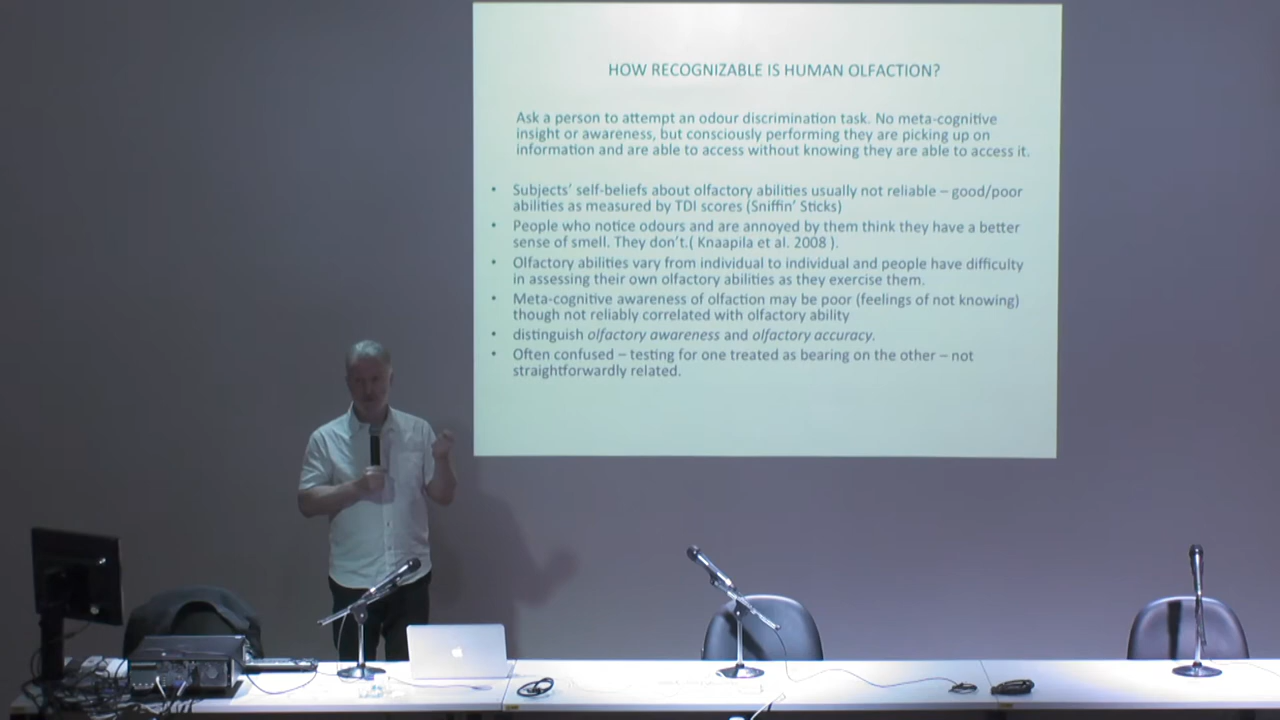 HOW RECOGNIZABLE IS HUMAN OLFACTION?
Ask a person to attempt an odour discrimination task. No meta-cognitive
insight or awareness, but consciously performing they are picking up on
information and are able to access without knowing they are able to access it.
• Subjects' self-beliefs about olfactory abilities usually not reliable – good/poor
abilities as measured by TDI scores (Sniffin' Sticks)
• People who notice odours and are annoyed by them think they have a better
sense of smell. They don't.( Knaapila et al. 2008 ).
• Olfactory abilities vary from individual to individual and people have difficulty
in assessing their own olfactory abilities as they exercise them.
• Meta-cognitive awareness of olfaction may be poor (feelings of not knowing)
though not reliably correlated with olfactory ability
• distinguish olfactory awareness and olfactory accuracy.
• Often confused – testing for one treated as bearing on the other – not
straightforwardly related.